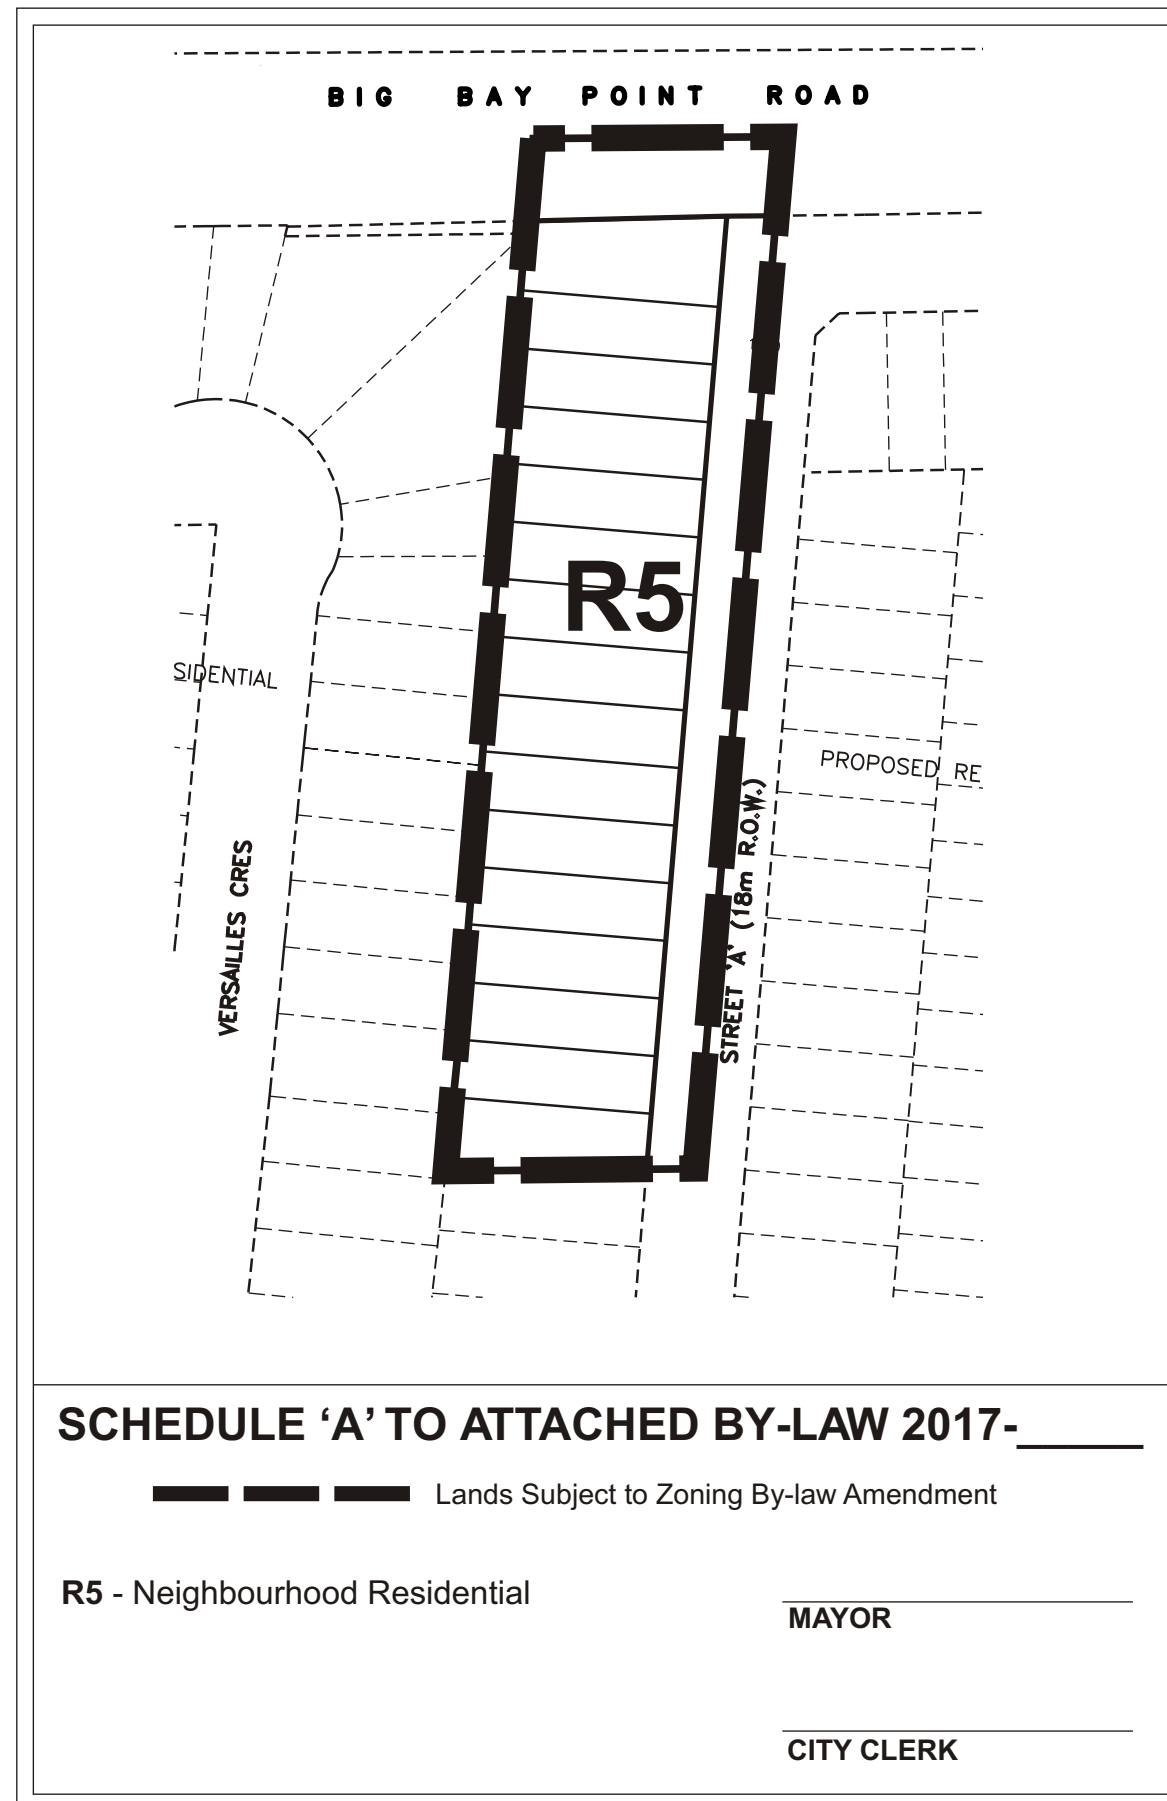 BIG BAY POINT ROAD
R5
SIDENTIAL
PROPOSED RE
VERSAILLES CRES
STREET 'A' (18m R.O.W.)
SCHEDULE ‘A’ TO ATTACHED BY-LAW 2017-_____
Lands Subject to Zoning By-law Amendment
R5 - Neighbourhood Residential
MAYOR
CITY CLERK